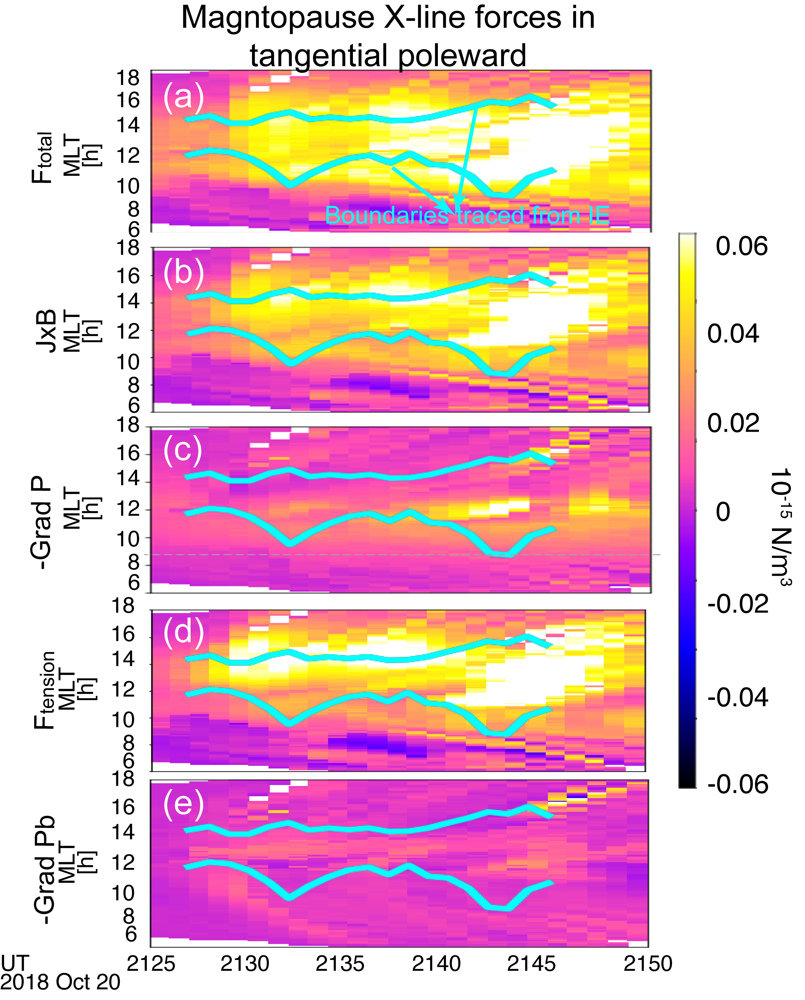 Magntopause X-line forces in
tangential poleward
Ftotal
MLT
[h]
18
16
14
12
10
8
6
(a)
Boundaries traced from IE
JxB
MLT
[h]
18
16
14
12
10
8
6
(b)
-Grad P
MLT
[h]
18
16
14
12
10
8
6
(c)
Ftension
MLT
[h]
18
16
14
12
10
8
6
(d)
-Grad Pb
MLT
[h]
18
16
14
12
10
8
6
(e)
0.06
0.04
0.02
0
-0.02
-0.04
-0.06
10⁻¹⁵ N/m³
UT
2125
2130
2135
2140
2145
2150
2018 Oct 20